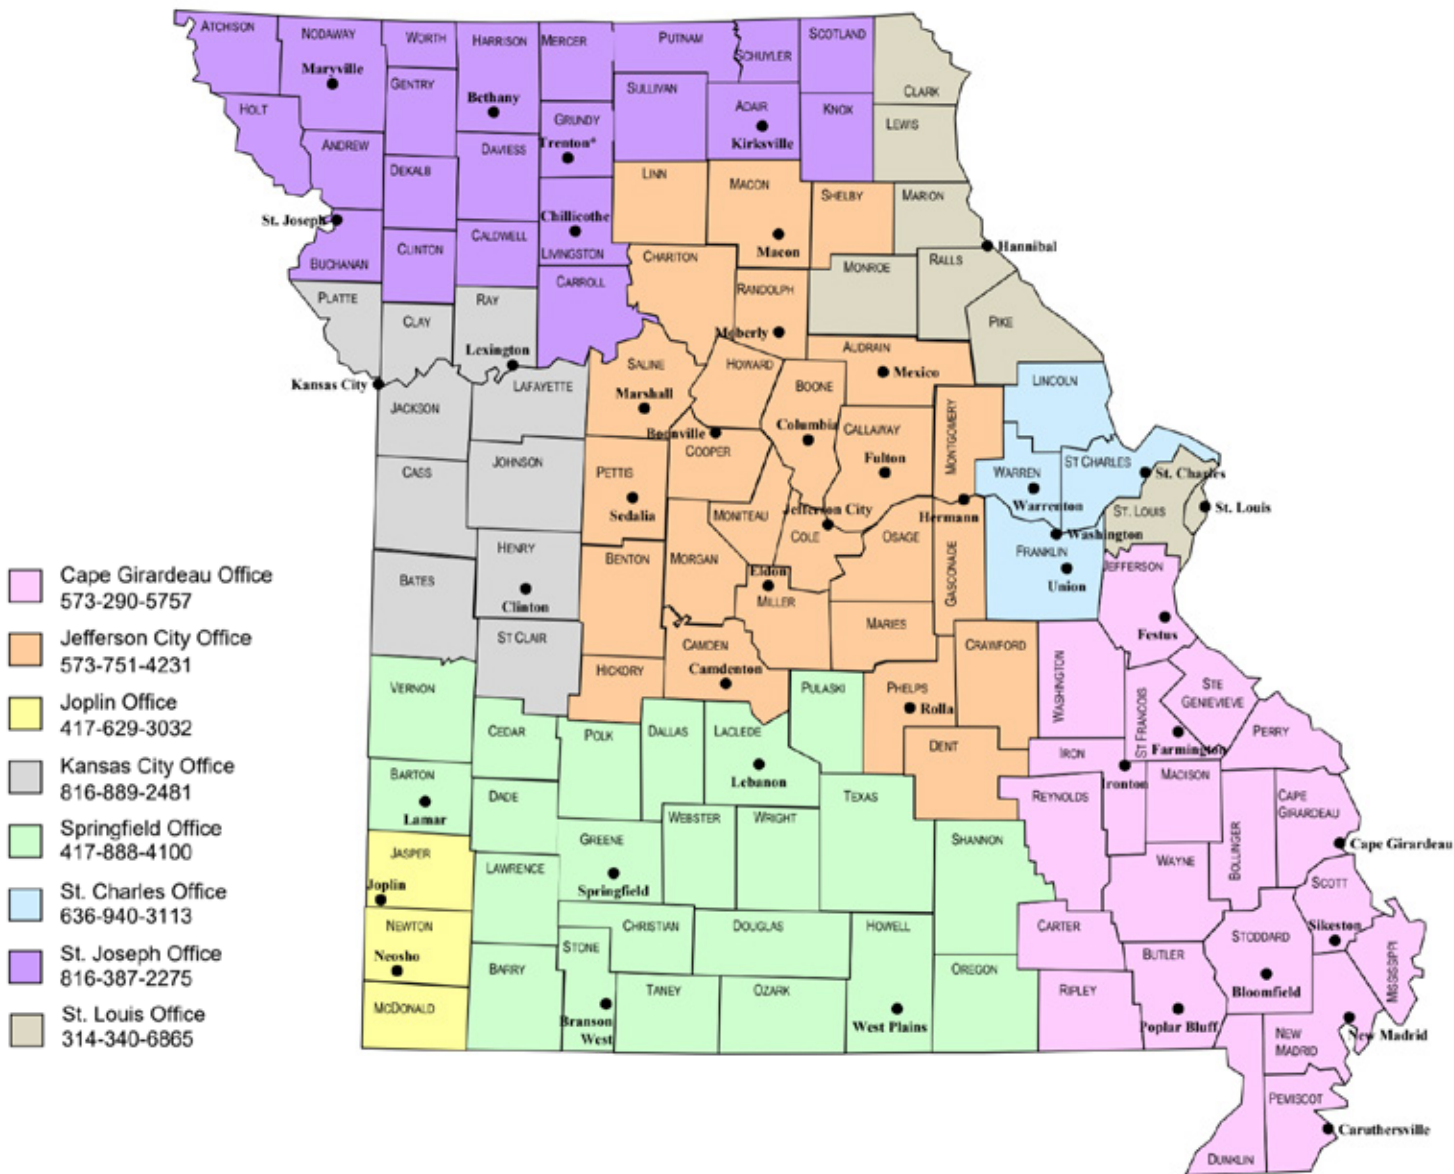 ATCHISON
NODAWAY
WORTH
HARRISON
MERCER
PUTNAM
SCHUYLER
SCOTLAND
Maryville
GENTRY
Bethany
SULLIVAN
ADAIR
KNOX
CLARK
HOLT
GRUNDY
Kirksville
LEWIS
ANDREW
DAVIESS
Trenton*
DEKALB
LINN
MACON
SHELBY
MARION
St. Joseph
Chillicothe
CLINTON
CALDWELL
LIVINGSTON
Macon
Hannibal
BUCHANAN
CHARITON
MONROE
RALLS
CARROLL
PLATTE
RAY
RANDOLPH
CLAY
PIKE
Moberly
Lexington
AUDRAIN
SALINE
HOWARD
Mexico
Kansas City
LAFAYETTE
Marshall
BOONE
LINCOLN
JACKSON
Boonville
Columbia
CALLAWAY
MONTGOMERY
COOPER
JOHNSON
Fulton
ST CHARLES
CASS
PETTIS
WARREN
St. Charles
Sedalia
MONITEAU
Jefferson City
Hermann
Warrenton
ST. LOUIS
St. Louis
COLE
OSAGE
Washington
HENRY
BENTON
MORGAN
GASCONADE
FRANKLIN
JEFFERSON
BATES
Eldon
Union
Clinton
MILLER
Festus
ST CLAIR
MARIES
CAMDEN
CRAWFORD
HICKORY
Camdenton
WASHINGTON
VERNON
PULASKI
PHELPS
ST FRANCOIS
STE
GENIEVIEVE
Rolla
CEDAR
POLK
DALLAS
LACLEDE
DENT
Farmington
PERRY
IRON
Lebanon
BARTON
MADISON
Ironton
DADE
TEXAS
REYNOLDS
CAPE
GIRARDEAU
Lamar
WEBSTER
WRIGHT
GREENE
SHANNON
Cape Girardeau
JASPER
LAWRENCE
WAYNE
BOLLINGER
Joplin
Springfield
SCOTT
NEWTON
CHRISTIAN
DOUGLAS
HOWELL
CARTER
Sikeston
STODDARD
STONE
Neosho
BARRY
OREGON
BUTLER
MISSISSIPPI
TANEY
OZARK
RIPLEY
Bloomfield
McDONALD
Branson
West
West Plains
Poplar Bluff
NEW
MADRID
New Madrid
PEMISCOT
Caruthersville
DUNKLIN
Cape Girardeau Office
573-290-5757
Jefferson City Office
573-751-4231
Joplin Office
417-629-3032
Kansas City Office
816-889-2481
Springfield Office
417-888-4100
St. Charles Office
636-940-3113
St. Joseph Office
816-387-2275
St. Louis Office
314-340-6865